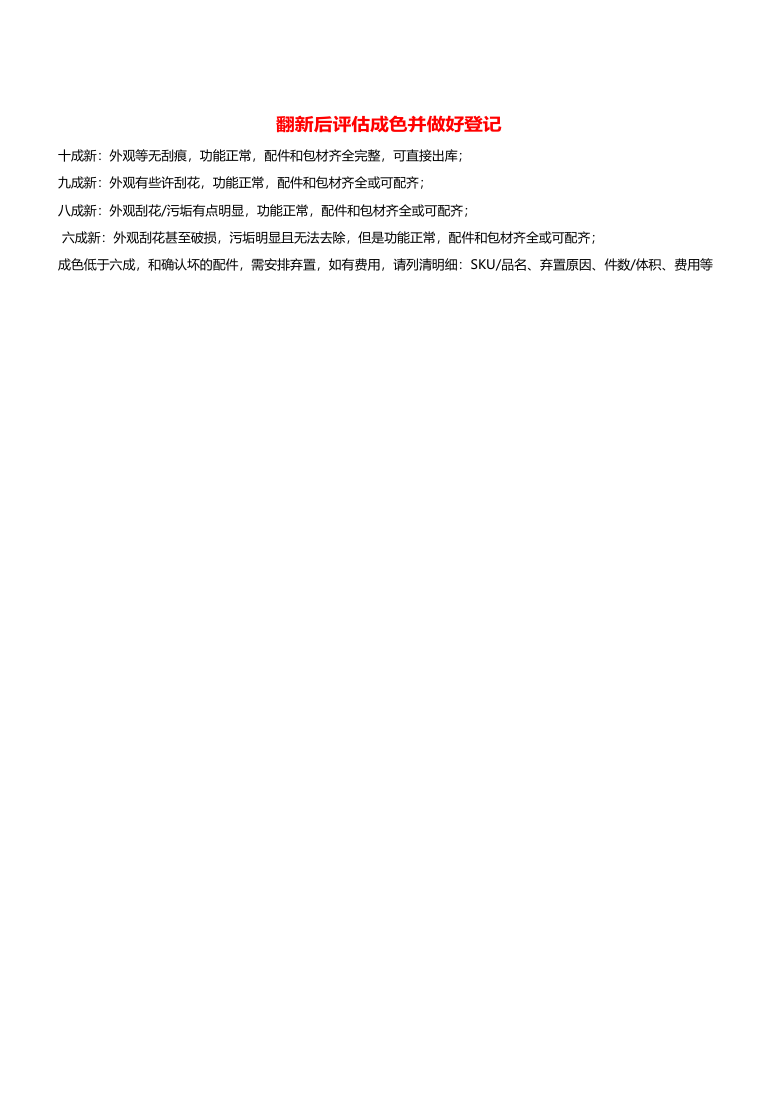 翻新后评估成色并做好登记
十成新：外观等无刮痕，功能正常，配件和包材齐全完整，可直接出库；
九成新：外观有些许刮花，功能正常，配件和包材齐全或可配齐；
八成新：外观刮花/污垢有点明显，功能正常，配件和包材齐全或可配齐；
六成新：外观刮花甚至破损，污垢明显且无法去除，但是功能正常，配件和包材齐全或可配齐；
成色低于六成，和确认坏的配件，需安排弃置，如有费用，请列清明细：SKU/品名、弃置原因、件数/体积、费用等